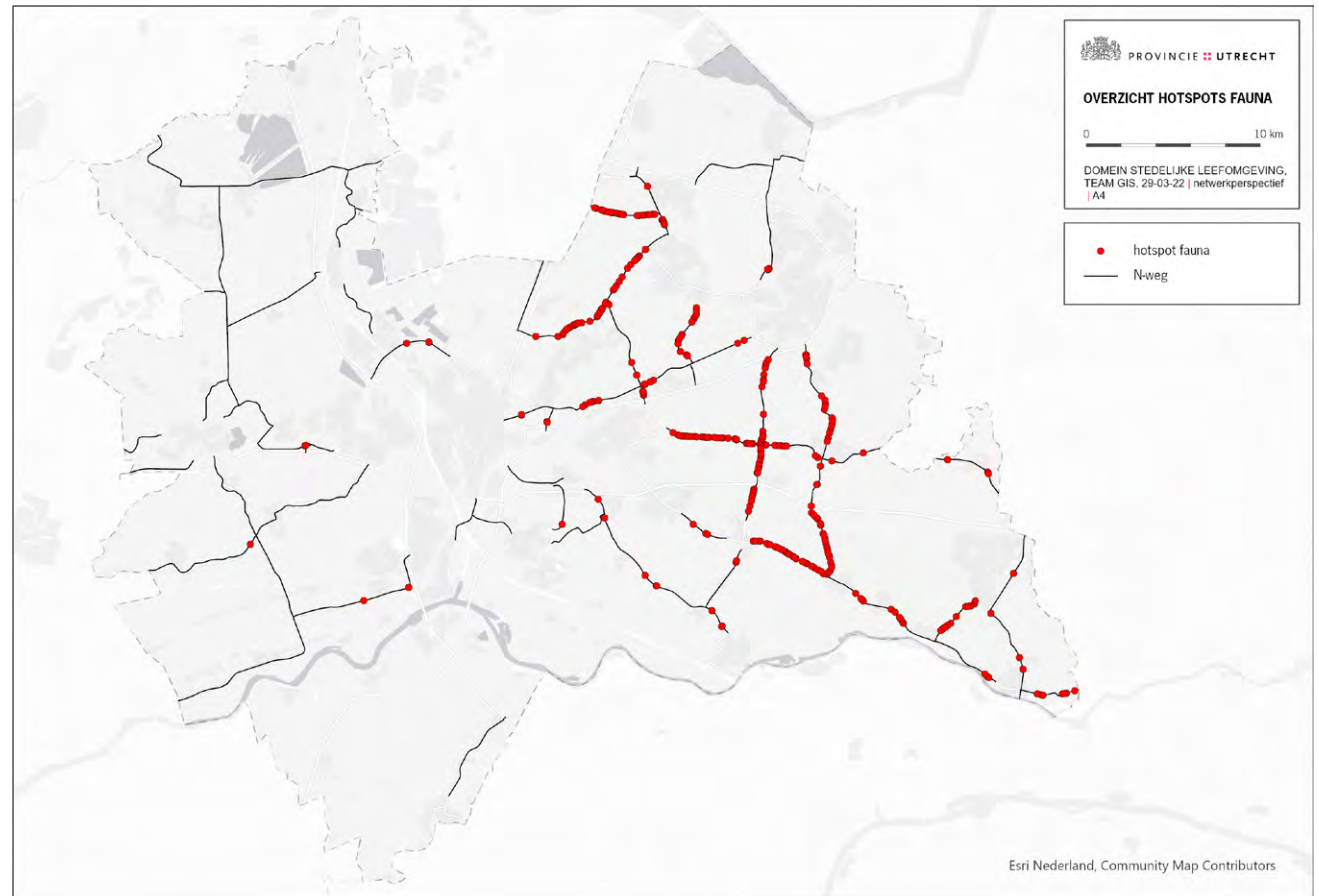 PROVINCIE :: UTRECHT
OVERZICHT HOTSPOTS FAUNA
0 10 km
DOMEIN STEDELIJKE LEEFOMGEVING,
TEAM GIS, 29-03-22 | netwerkperspectief
| A4
hotspot fauna
N-weg
Esri Nederland, Community Map Contributors